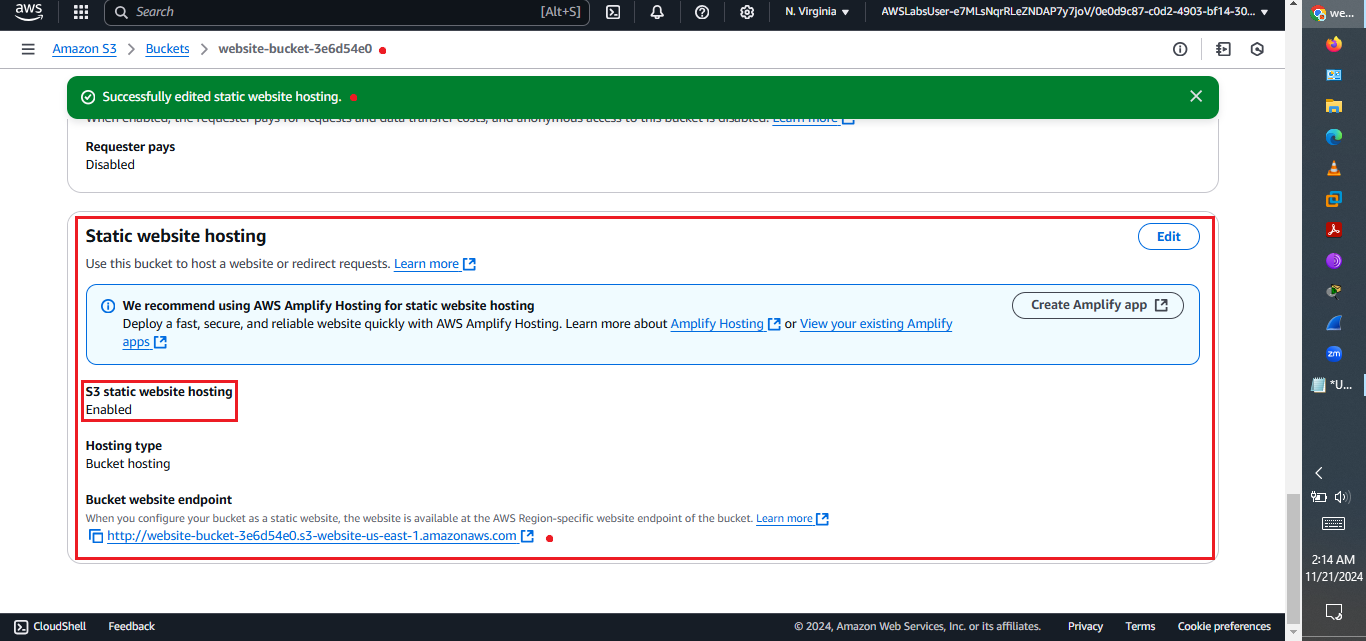 aws
Search
[Alt+S]
N. Virginia
AWSLabsUser-e7MLsNqrRLeZNDAP7y7joV/0e0d9c87-c0d2-4903-bf14-30...
we...
Amazon S3
Buckets
website-bucket-3e6d54e0
Successfully edited static website hosting.
When enabled, the requester pays for requests and data transfer costs, and anonymous access to this bucket is disabled. Learn more
Requester pays
Disabled
Static website hosting
Edit
Use this bucket to host a website or redirect requests. Learn more
We recommend using AWS Amplify Hosting for static website hosting
Create Amplify app
Deploy a fast, secure, and reliable website quickly with AWS Amplify Hosting. Learn more about Amplify Hosting or View your existing Amplify
apps
zm
*U...
S3 static website hosting
Enabled
Hosting type
Bucket hosting
Bucket website endpoint
When you configure your bucket as a static website, the website is available at the AWS Region-specific website endpoint of the bucket. Learn more
http://website-bucket-3e6d54e0.s3-website-us-east-1.amazonaws.com
2:14 AM
11/21/2024
CloudShell
Feedback
© 2024, Amazon Web Services, Inc. or its affiliates.
Privacy
Terms
Cookie preferences